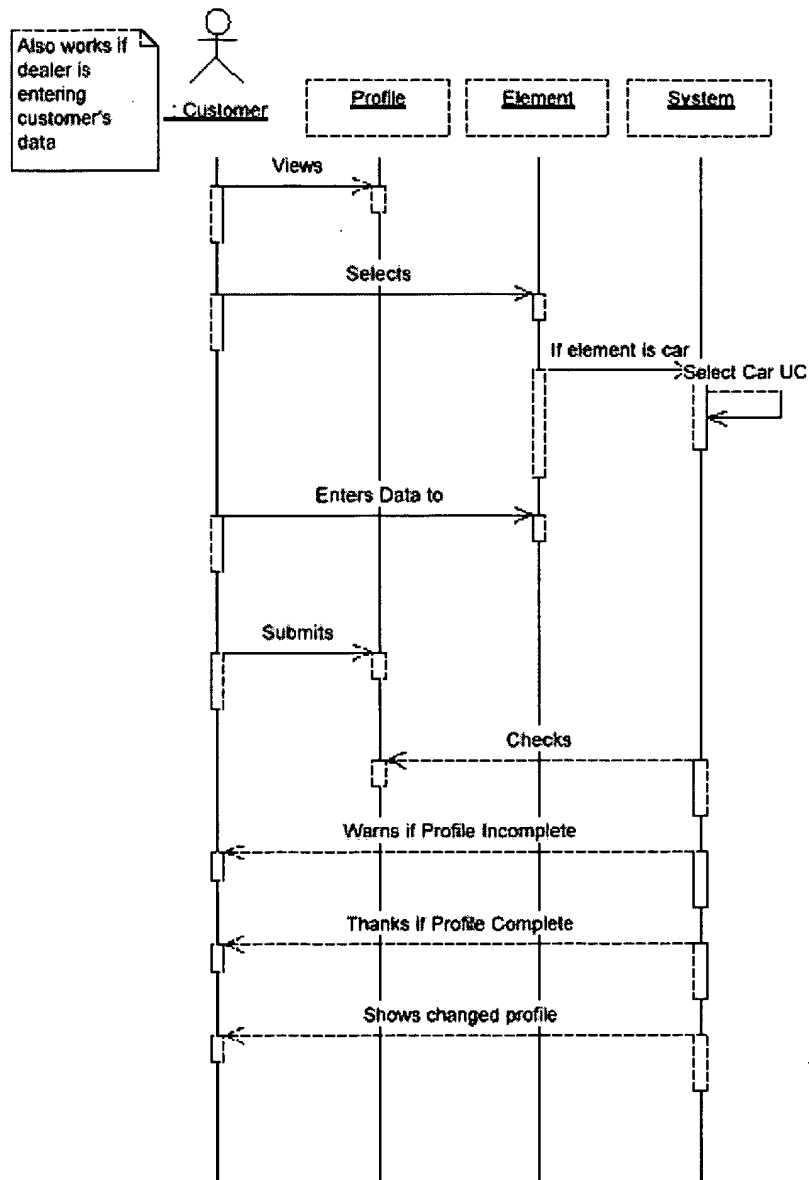 Also works if
dealer is
entering
customer's
data
: Customer
Profile
Element
System
Views
Selects
If element is car
Select Car UC
Enters Data to
Submits
Checks
Warns if Profile Incomplete
Thanks if Profile Complete
Shows changed profile